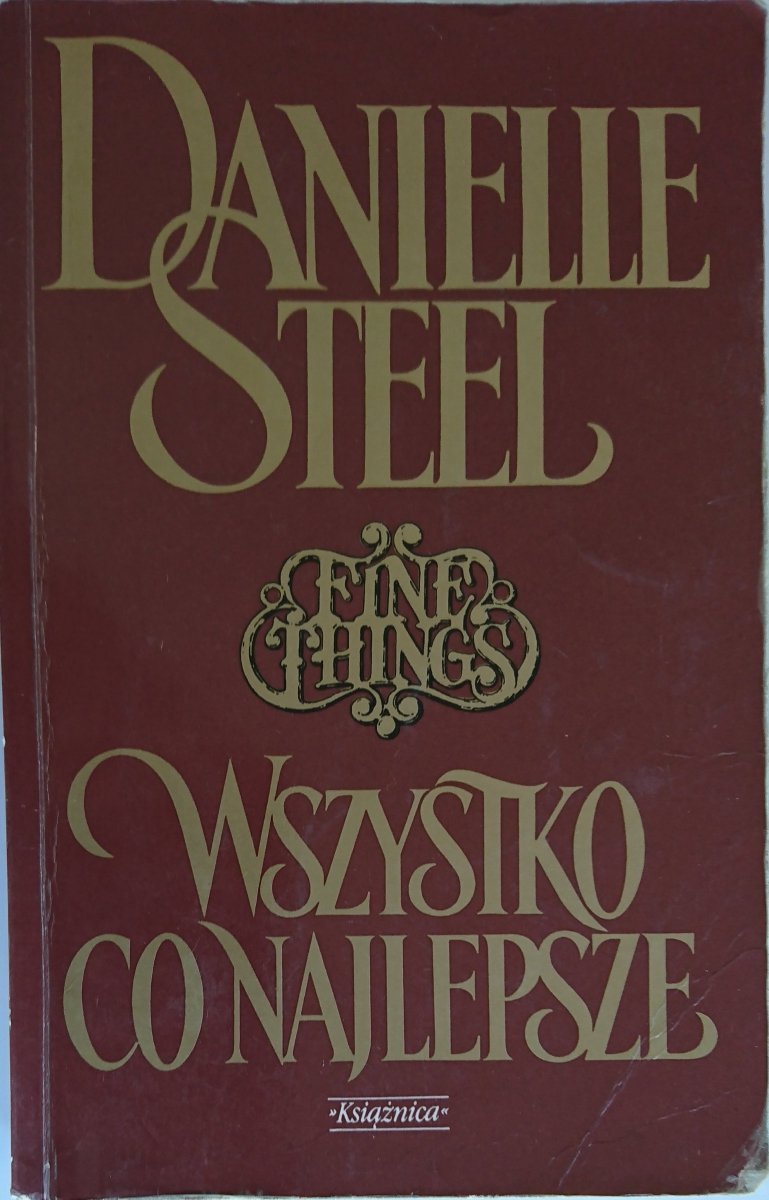 DANIELLE
STEEL
FINE
THINGS
WSZYSTKO
CO NAJLEPSZE
»Książnica«